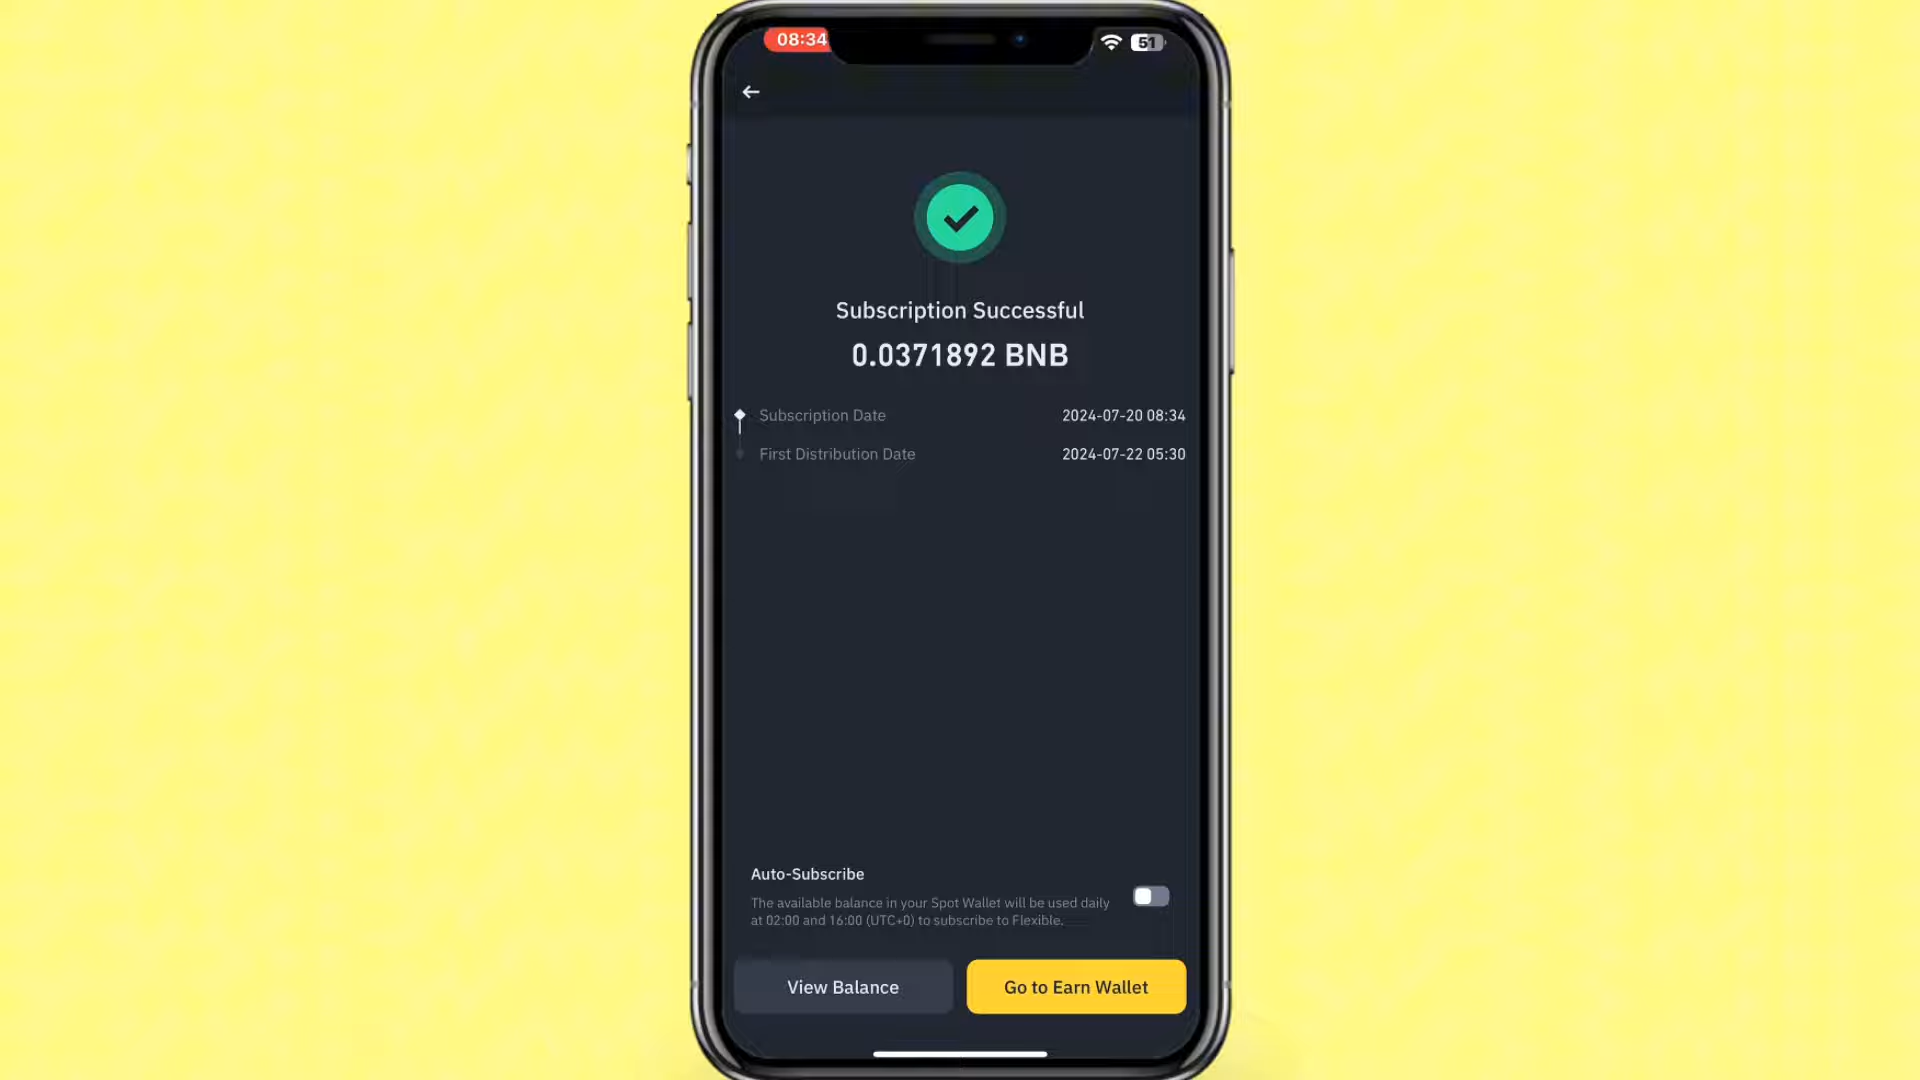 08:34
51
Subscription Successful
0.0371892 BNB
Subscription Date 2024-07-20 08:34
First Distribution Date 2024-07-22 05:30
Auto-Subscribe
The available balance in your Spot Wallet will be used daily
at 02:00 and 16:00 (UTC+0) to subscribe to Flexible.
View Balance Go to Earn Wallet